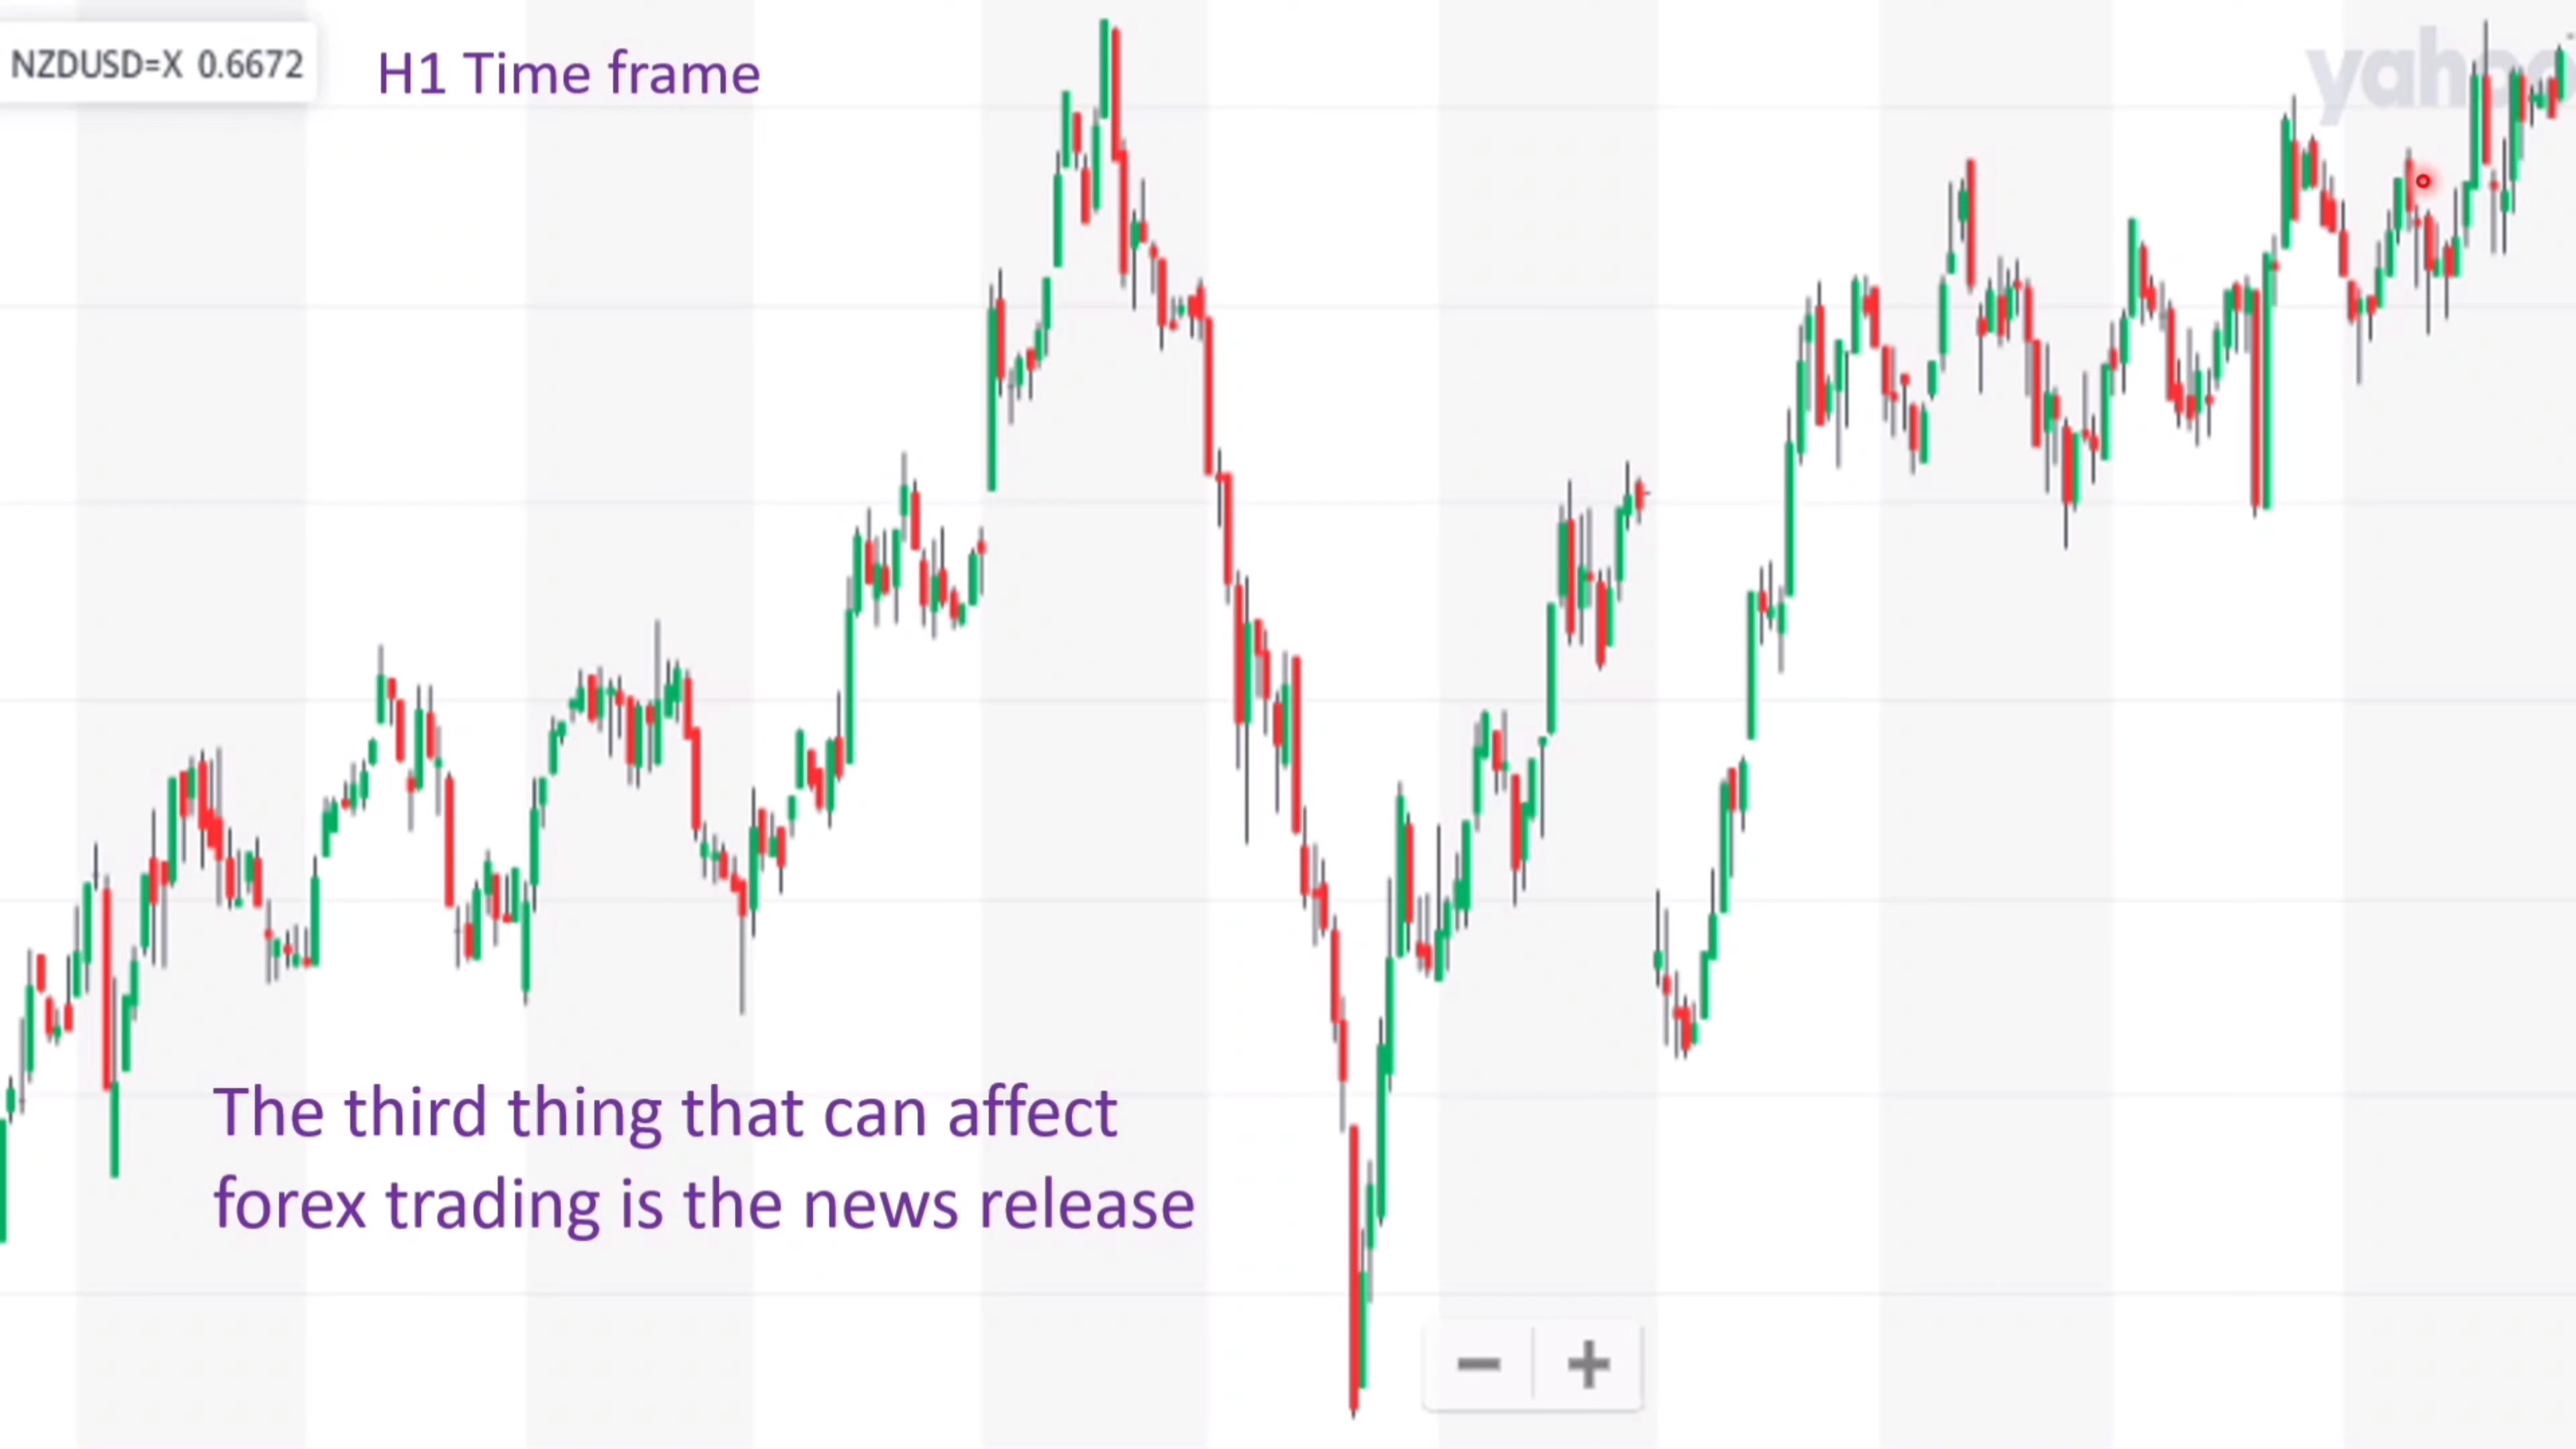 NZDUSD=X 0.6672
H1 Time frame
The third thing that can affect
forex trading is the news release